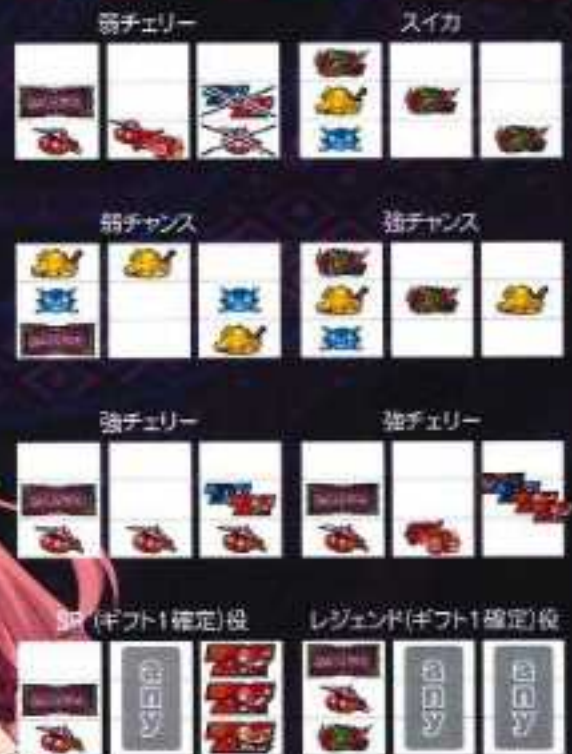 弱チェリー
スイカ
弱チャンス
強チャンス
強チェリー
強チェリー
SR(ギフト1確定)役
レジェンド(ギフト1確定)役
any
any
any